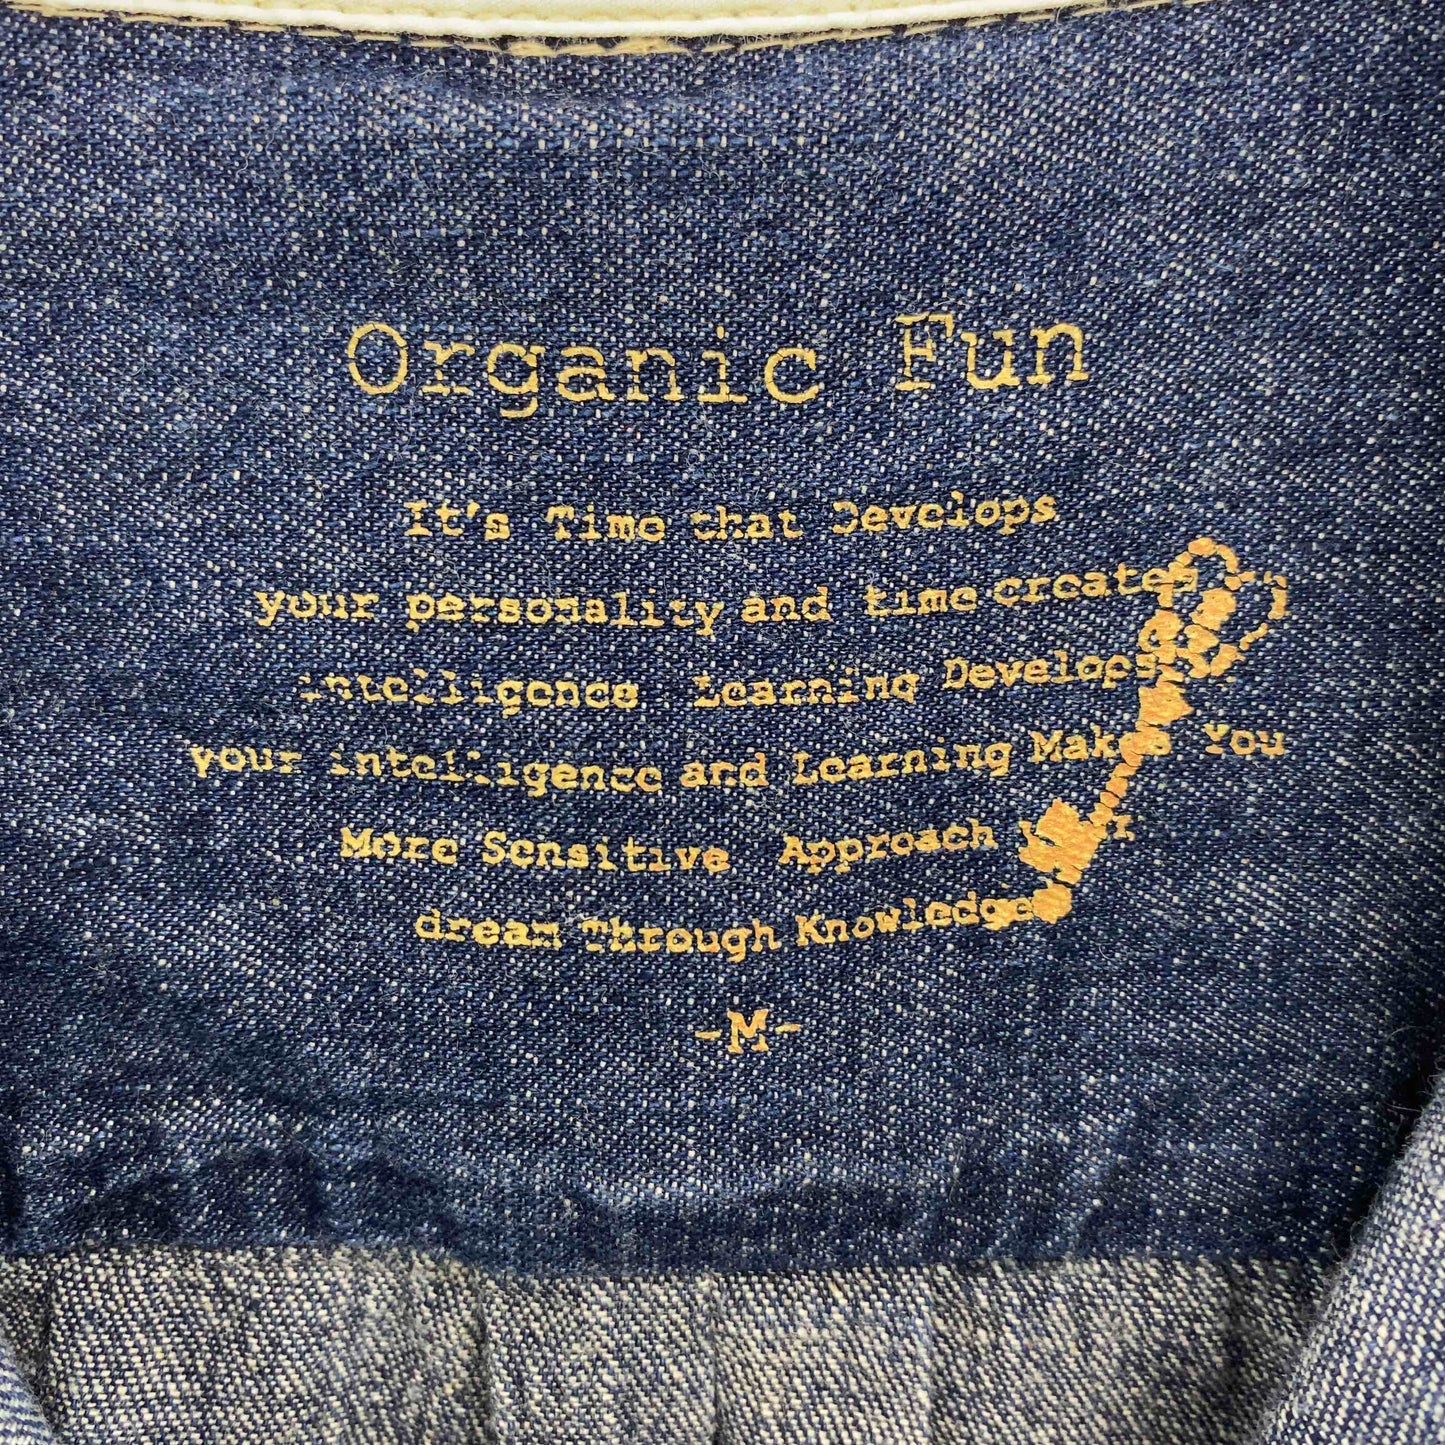 Organic Fun
It's Time that Develops
your personality and time creates
intelligence Learning Develops
your intelligence and Learning Makes You
More Sensitive Approach
dream Through Knowledge
-M-